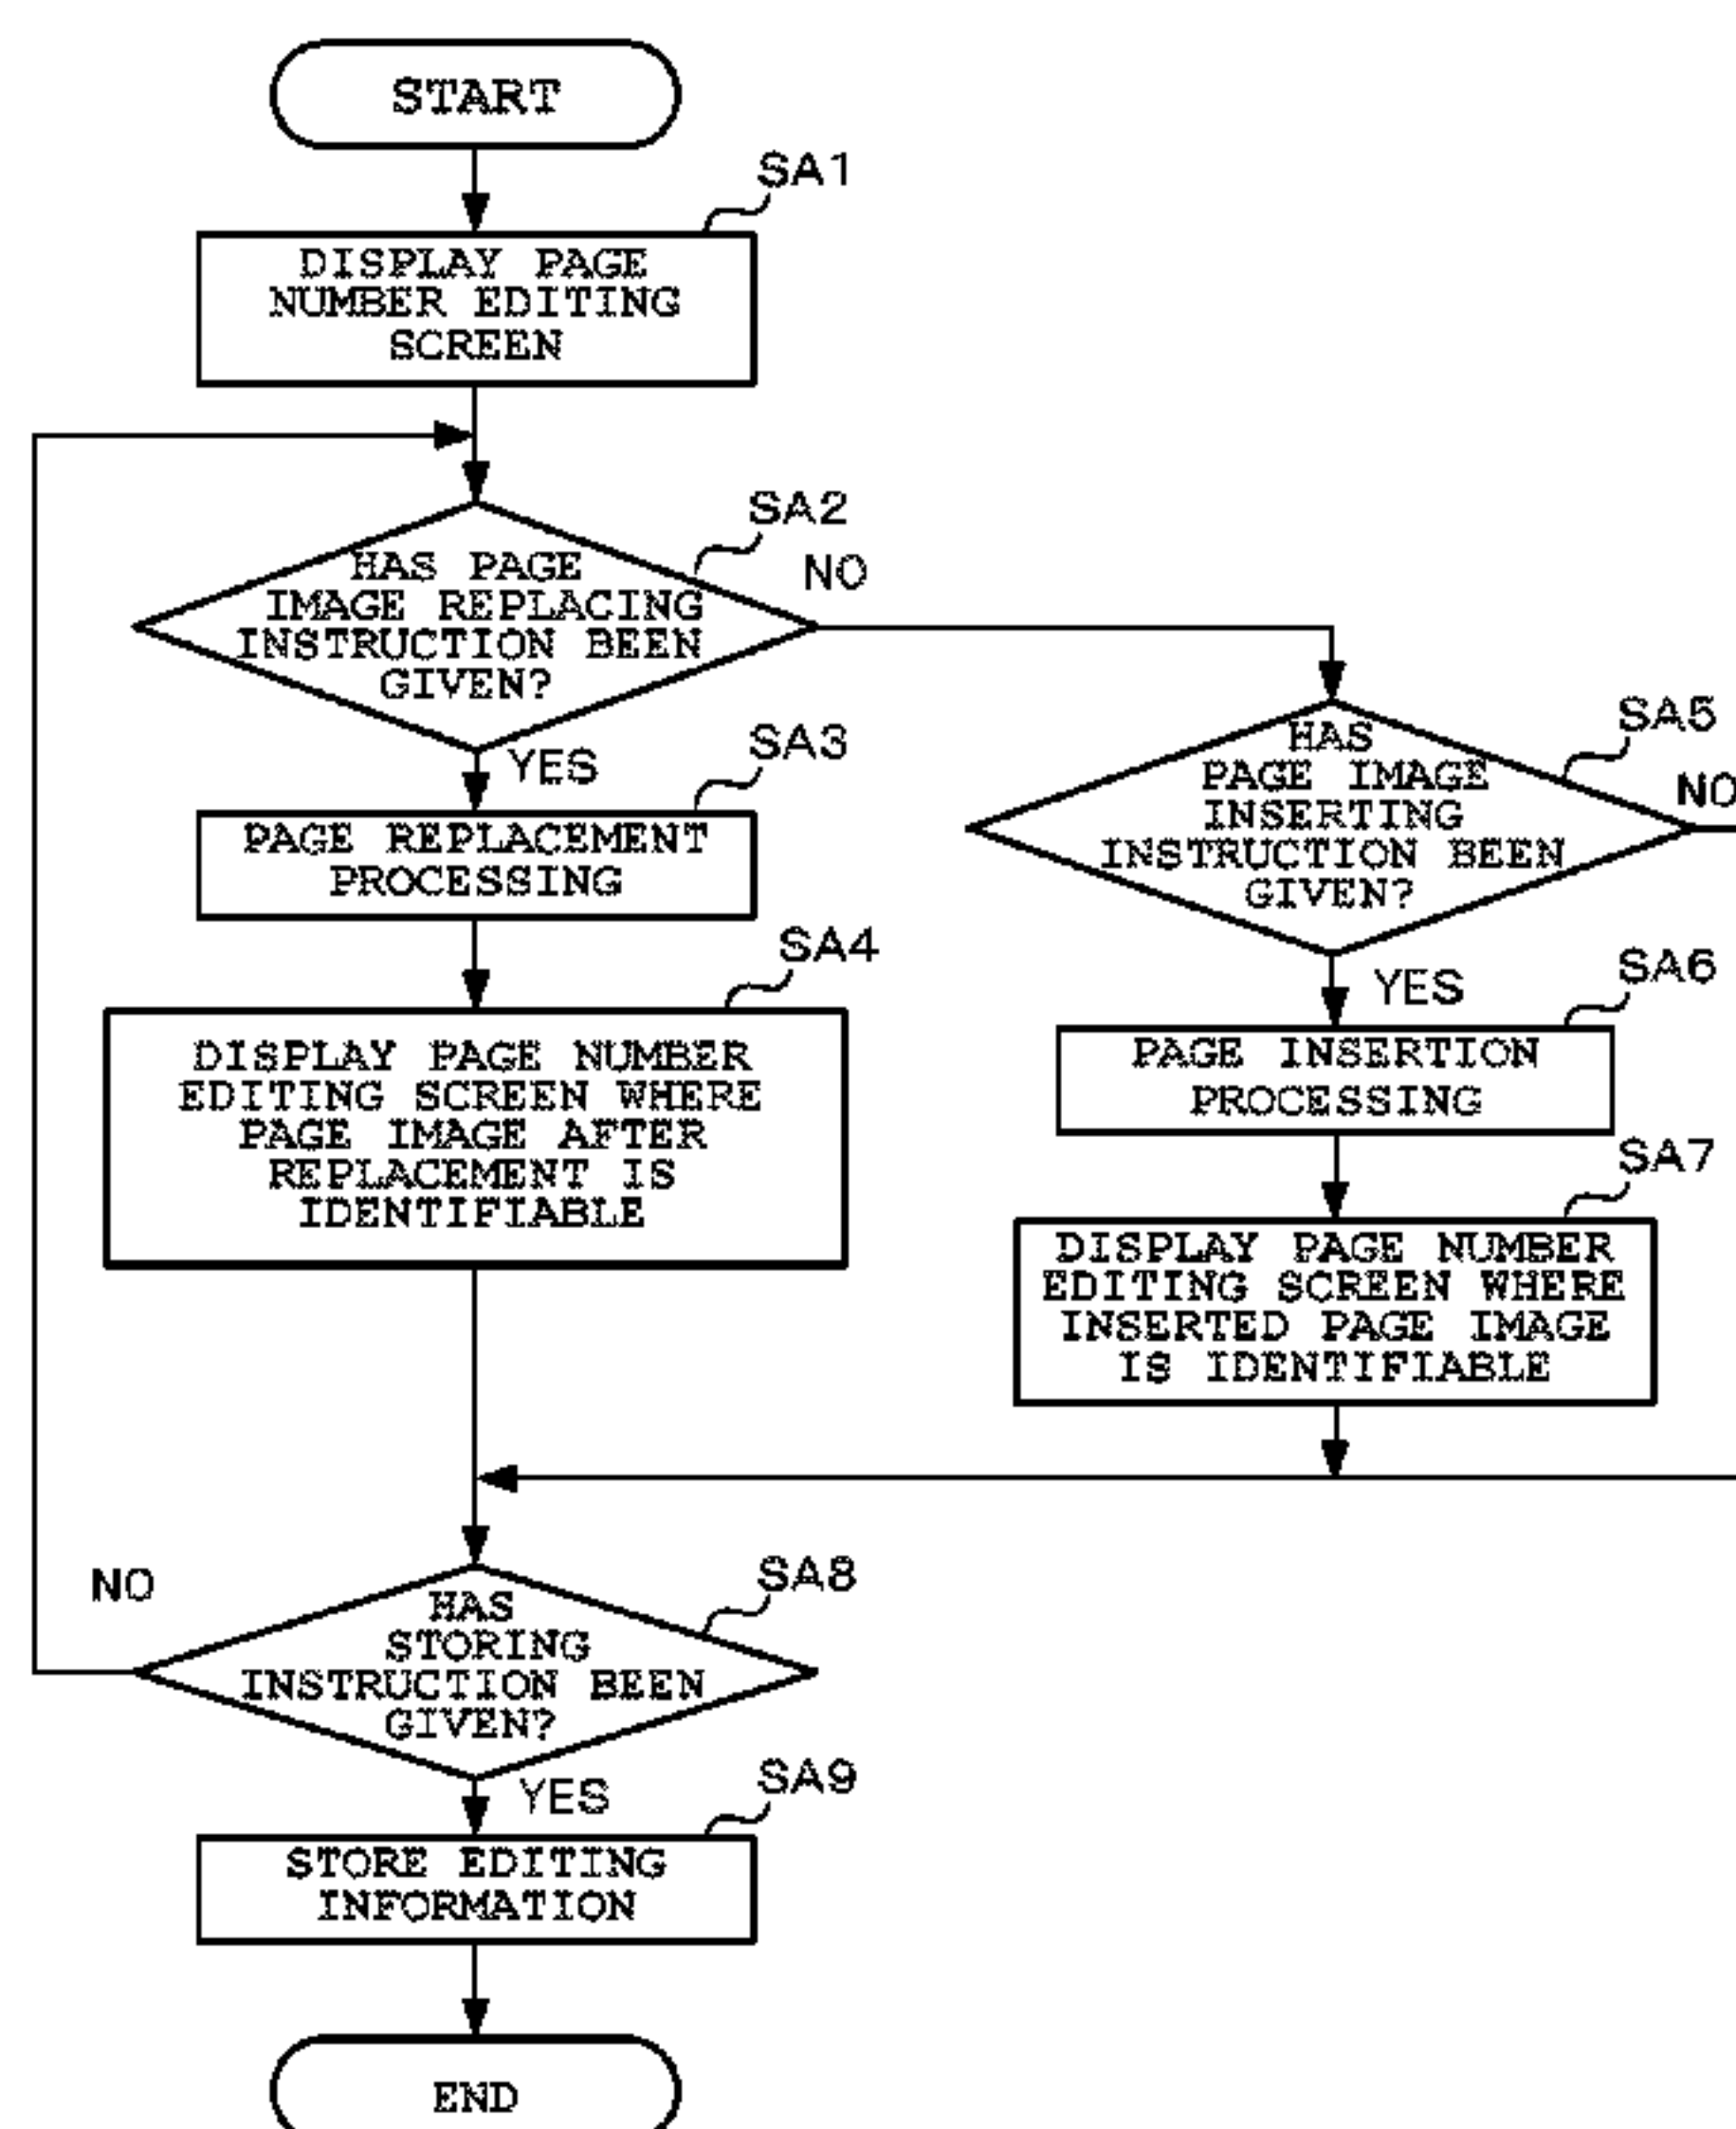 START
SA1
DISPLAY PAGE
NUMBER EDITING
SCREEN
SA2
HAS PAGE
IMAGE REPLACING
INSTRUCTION BEEN
GIVEN?
NO
YES
SA3
PAGE REPLACEMENT
PROCESSING
SA4
DISPLAY PAGE NUMBER
EDITING SCREEN WHERE
PAGE IMAGE AFTER
REPLACEMENT IS
IDENTIFIABLE
SA5
HAS
PAGE IMAGE
INSERTING
INSTRUCTION BEEN
GIVEN?
NO
YES
SA6
PAGE INSERTION
PROCESSING
SA7
DISPLAY PAGE NUMBER
EDITING SCREEN WHERE
INSERTED PAGE IMAGE
IS IDENTIFIABLE
SA8
NO
HAS
STORING
INSTRUCTION BEEN
GIVEN?
YES
SA9
STORE EDITING
INFORMATION
END